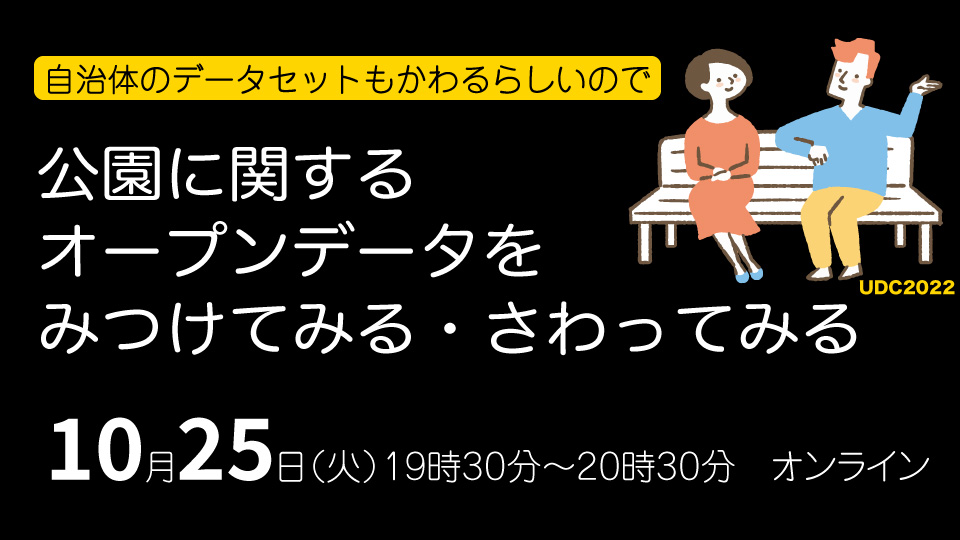 自治体のデータセットもかわるらしいので
公園に関する
オープンデータを
みつけてみる・さわってみる
UDC2022
10月25日(火)19時30分～20時30分　オンライン